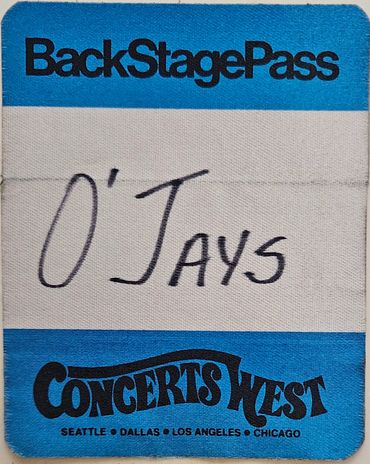 BackStagePass
O'JAYS
CONCERTS WEST
SEATTLE • DALLAS • LOS ANGELES • CHICAGO